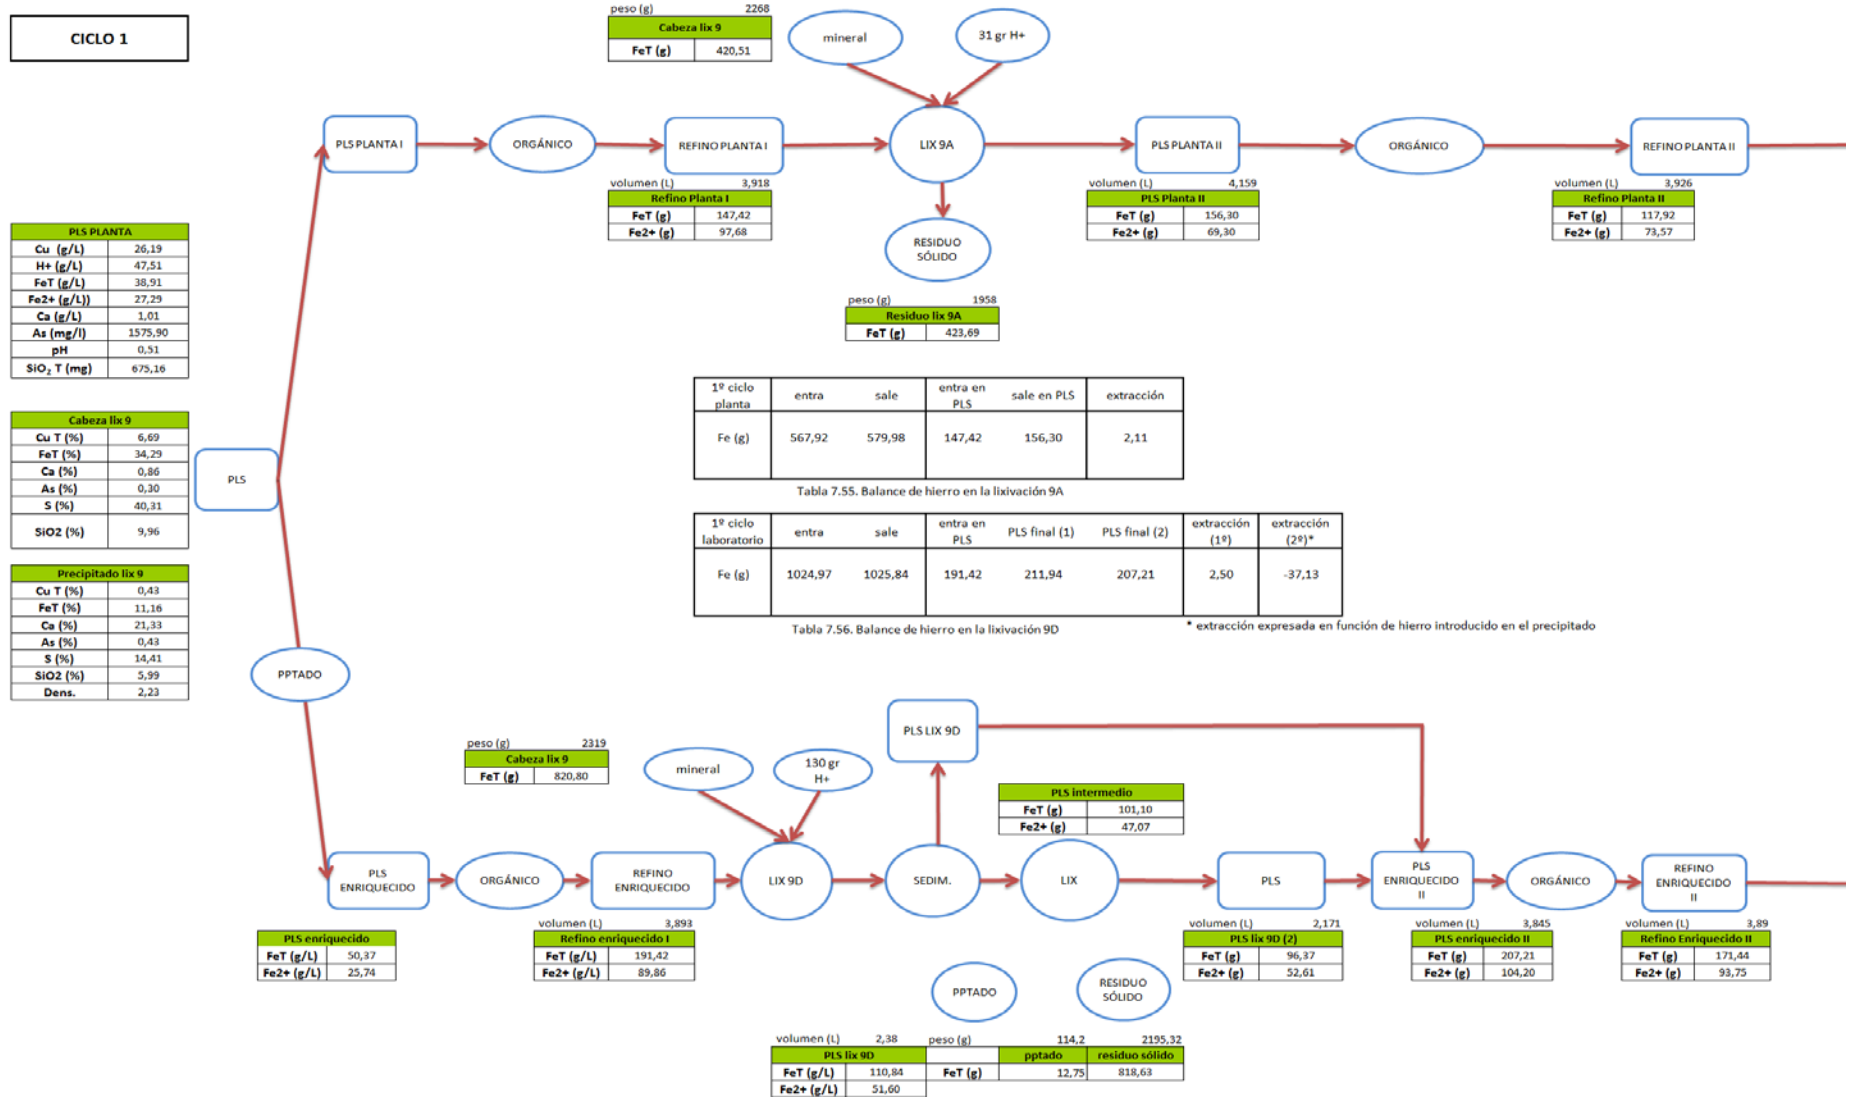 CICLO 1
peso (g) 2268
Cabeza lix 9
FeT (g) 420,51
mineral
31 gr H+
PLS PLANTA I
ORGÁNICO
REFINO PLANTA I
LIX 9A
PLS PLANTA II
ORGÁNICO
REFINO PLANTA II
volumen (L) 3,918
Refino Planta I
FeT (g) 147,42
Fe2+ (g) 97,68
volumen (L) 4,159
PLS Planta II
FeT (g) 156,30
Fe2+ (g) 69,30
volumen (L) 3,926
Refino Planta II
FeT (g) 117,92
Fe2+ (g) 73,57
RESIDUO
SÓLIDO
peso (g) 1958
Residuo lix 9A
FeT (g) 423,69
PLS PLANTA
Cu (g/L) 26,19
H+ (g/L) 47,51
FeT (g/L) 38,91
Fe2+ (g/L)) 27,29
Ca (g/L) 1,01
As (mg/l) 1575,90
pH 0,51
SiO₂ T (mg) 675,16
Cabeza lix 9
Cu T (%) 6,69
FeT (%) 34,29
Ca (%) 0,86
As (%) 0,30
S (%) 40,31
SiO2 (%) 9,96
Precipitado lix 9
Cu T (%) 0,43
FeT (%) 11,16
Ca (%) 21,33
As (%) 0,43
S (%) 14,41
SiO2 (%) 5,99
Dens. 2,23
PLS
PPTADO
1º ciclo planta entra sale entra en PLS sale en PLS extracción
Fe (g) 567,92 579,98 147,42 156,30 2,11
Tabla 7.55. Balance de hierro en la lixivación 9A
1º ciclo laboratorio entra sale entra en PLS PLS final (1) PLS final (2) extracción (1º) extracción (2º)*
Fe (g) 1024,97 1025,84 191,42 211,94 207,21 2,50 -37,13
Tabla 7.56. Balance de hierro en la lixivación 9D
* extracción expresada en función de hierro introducido en el precipitado
peso (g) 2319
Cabeza lix 9
FeT (g) 820,80
mineral
130 gr
H+
PLS LIX 9D
PLS intermedio
FeT (g) 101,10
Fe2+ (g) 47,07
PLS
ENRIQUECIDO
ORGÁNICO
REFINO
ENRIQUECIDO
LIX 9D
SEDIM.
LIX
PLS
PLS
ENRIQUECIDO
II
ORGÁNICO
REFINO
ENRIQUECIDO
II
PLS enriquecido
FeT (g/L) 50,37
Fe2+ (g/L) 25,74
volumen (L) 3,893
Refino enriquecido I
FeT (g/L) 191,42
Fe2+ (g/L) 89,86
volumen (L) 2,171
PLS lix 9D (2)
FeT (g) 96,37
Fe2+ (g) 52,61
volumen (L) 3,845
PLS enriquecido II
FeT (g) 207,21
Fe2+ (g) 104,20
volumen (L) 3,89
Refino Enriquecido II
FeT (g) 171,44
Fe2+ (g) 93,75
PPTADO
RESIDUO
SÓLIDO
volumen (L) 2,38
PLS lix 9D
FeT (g/L) 110,84
Fe2+ (g/L) 51,60
peso (g) 114,2 2195,32
pptado residuo sólido
FeT (g) 12,75 818,63